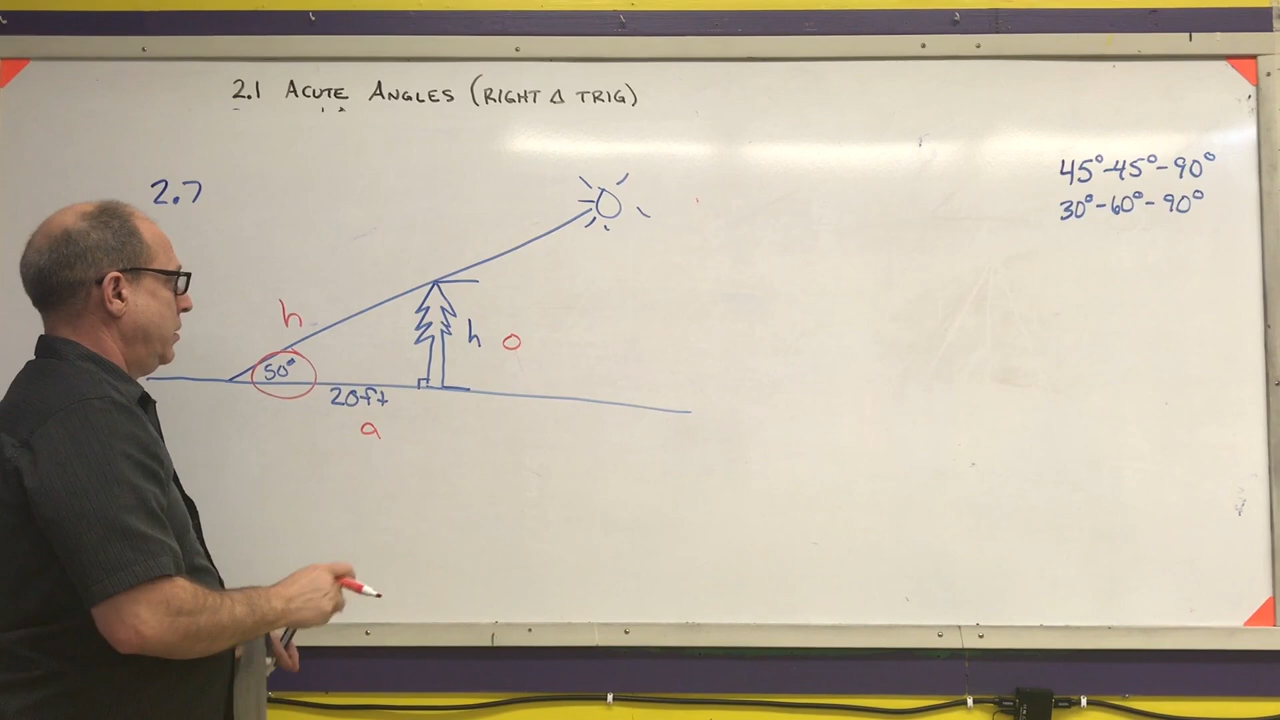 2.1 ACUTE ANGLES (RIGHT Δ TRIG)
45°-45°-90°
30°-60°-90°
2.7
h
h o
50°
20ft
a